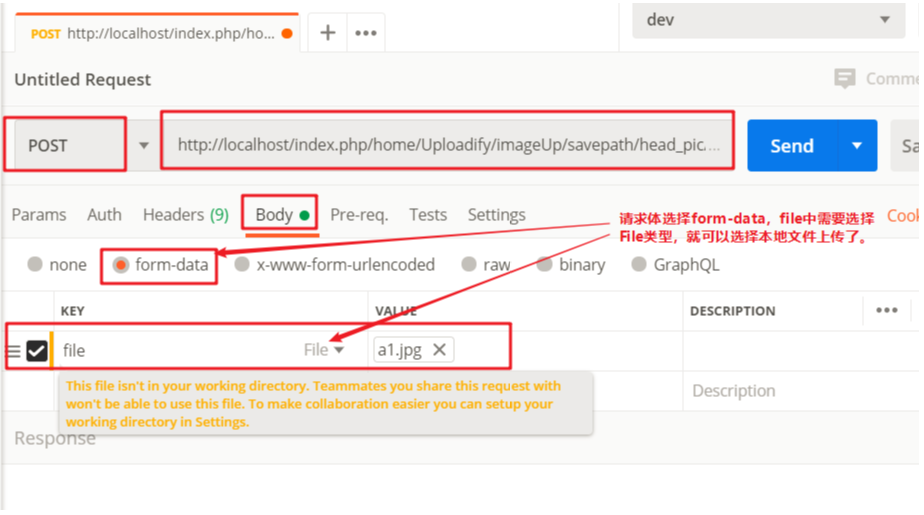 POST http://localhost/index.php/ho... + ••• dev
Untitled Request
POST http://localhost/index.php/home/Uploadify/imageUp/savepath/head_pic.... Send
Params Auth Headers (9) Body Pre-req. Tests Settings
请求体选择form-data，file中需要选择
File类型，就可以选择本地文件上传了。
none form-data x-www-form-urlencoded raw binary GraphQL
KEY VALUE DESCRIPTION •••
file File a1.jpg ✕
This file isn't in your working directory. Teammates you share this request with
won't be able to use this file. To make collaboration easier you can setup your
working directory in Settings.
Description
Response